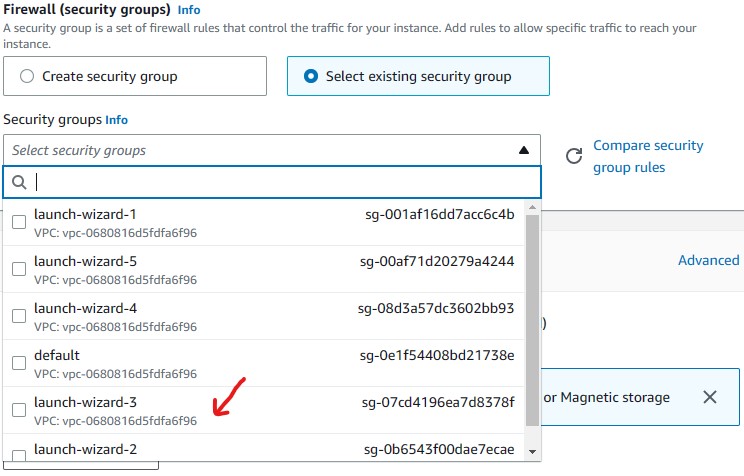 Firewall (security groups) Info
A security group is a set of firewall rules that control the traffic for your instance. Add rules to allow specific traffic to reach your
instance.
Create security group
Select existing security group
Security groups Info
Select security groups
Compare security
group rules
launch-wizard-1 sg-001af16dd7acc6c4b
VPC: vpc-0680816d5fdfa6f96
launch-wizard-5 sg-00af71d20279a4244
VPC: vpc-0680816d5fdfa6f96
Advanced
launch-wizard-4 sg-08d3a57dc3602bb93
VPC: vpc-0680816d5fdfa6f96
)
default sg-0e1f54408bd21738e
VPC: vpc-0680816d5fdfa6f96
launch-wizard-3 sg-07cd4196ea7d8378f
VPC: vpc-0680816d5fdfa6f96
or Magnetic storage
launch-wizard-2 sg-0b6543f00dae7ecae